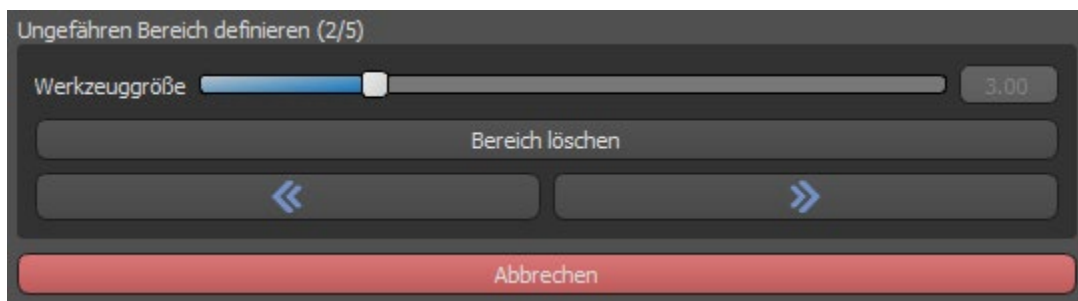 Ungefähren Bereich definieren (2/5)
Werkzeuggröße 3.00
Bereich löschen
Abbrechen